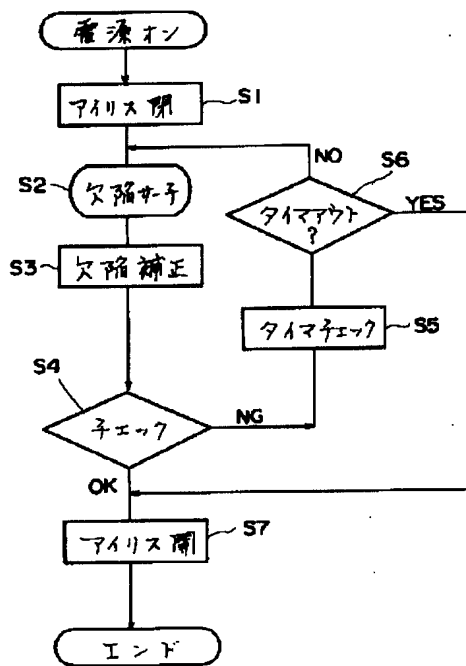 電源オン
アイリス閉
S1
NO
S6
S2
欠陥サーチ
タイマアウト
?
YES
S3
欠陥補正
タイマチェック
S5
S4
チェック
NG
OK
アイリス開
S7
エンド